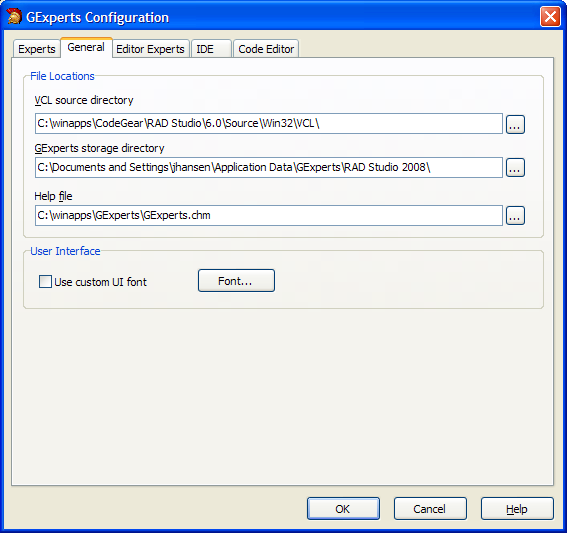 GExperts Configuration
Experts General Editor Experts IDE Code Editor
File Locations
VCL source directory
C:\winapps\CodeGear\RAD Studio\6.0\Source\Win32\VCL\
...
GExperts storage directory
C:\Documents and Settings\jhansen\Application Data\GExperts\RAD Studio 2008\
...
Help file
C:\winapps\GExperts\GExperts.chm
...
User Interface
Use custom UI font
Font...
OK Cancel Help